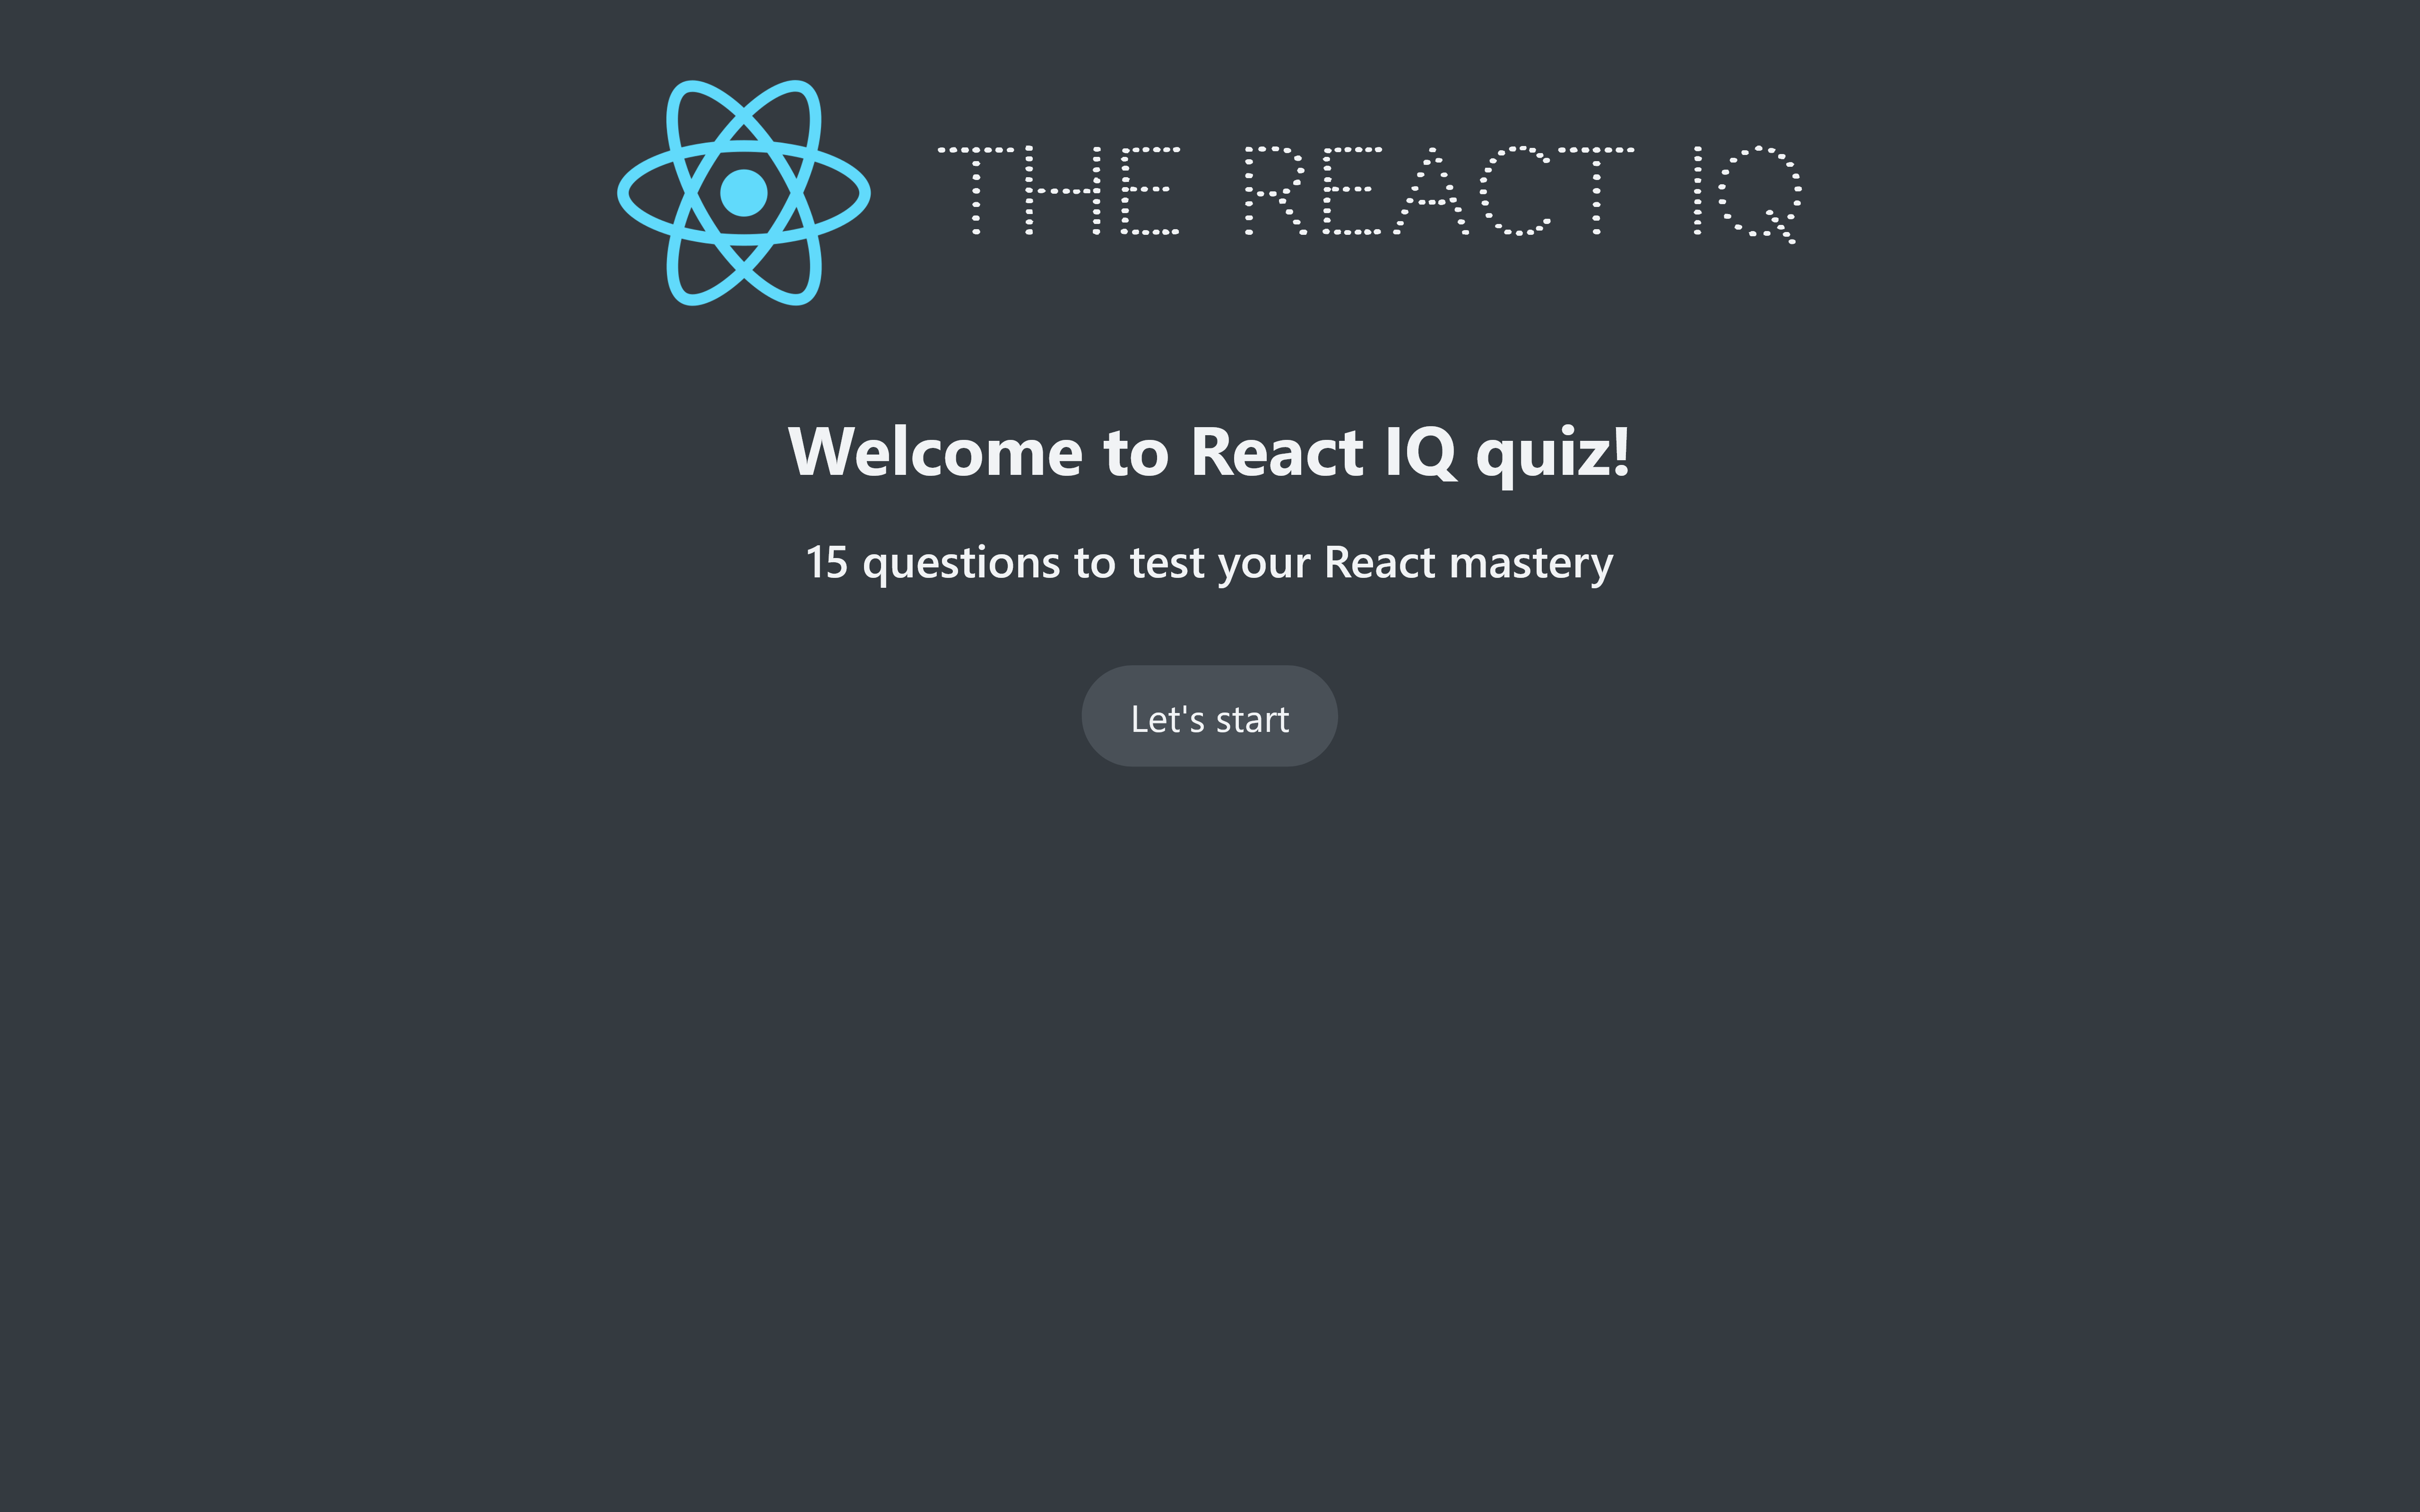 THE REACT IQ
Welcome to React IQ quiz!
15 questions to test your React mastery
Let's start